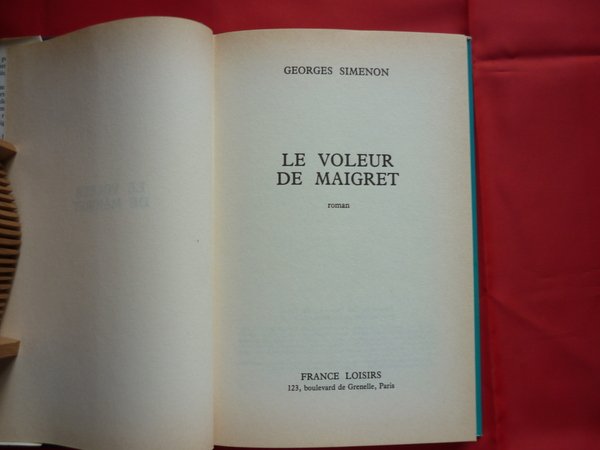 GEORGES SIMENON
LE VOLEUR
DE MAIGRET
roman
FRANCE LOISIRS
123, boulevard de Grenelle, Paris